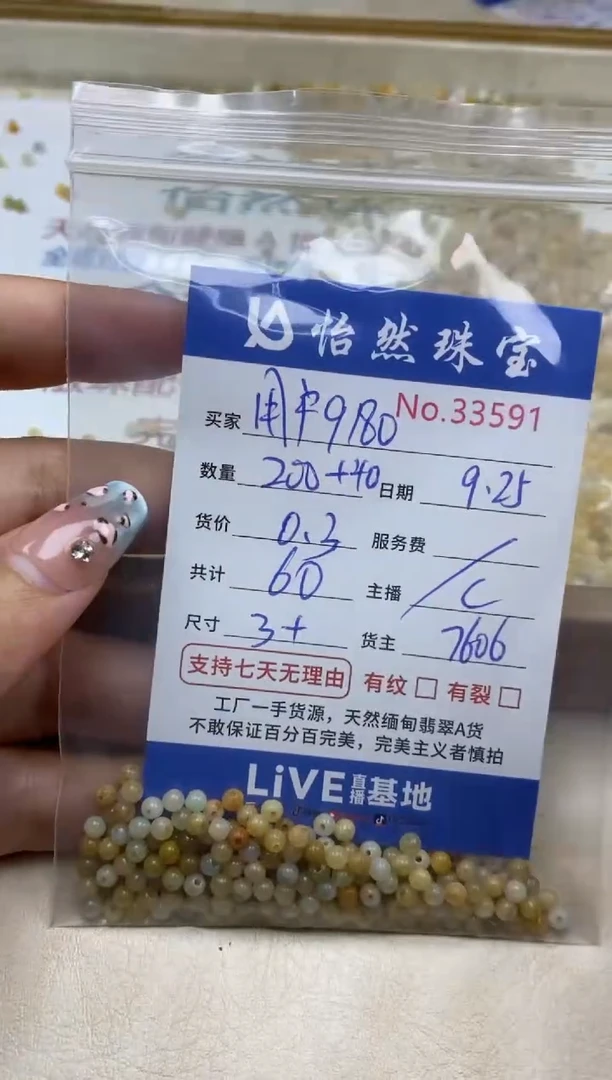 怡然珠宝
No.33591
买家 用户9180
数量 200+40 日期 9.25
货价 0.3 服务费 /
共计 60 主播 C
尺寸 3+ 货主 7606
支持七天无理由 有纹 □ 有裂 □
工厂一手货源，天然缅甸翡翠A货
不敢保证百分百完美，完美主义者慎拍
LiVE直播基地